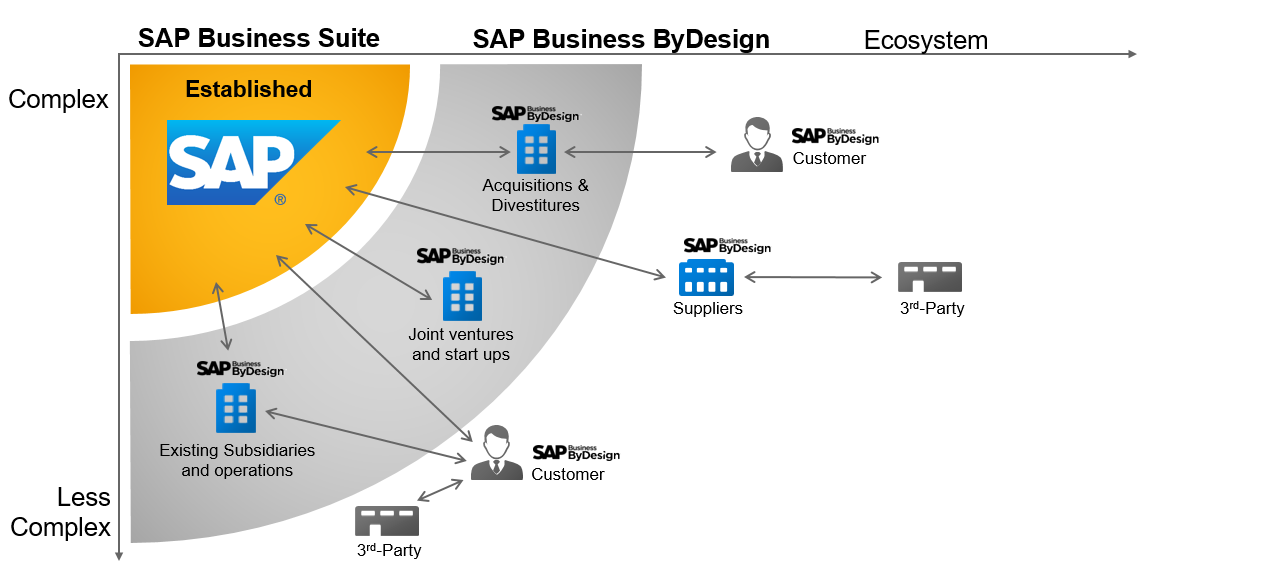 SAP Business Suite
SAP Business ByDesign
Ecosystem
Complex
Established
SAP
®
SAP Business ByDesign
Acquisitions &
Divestitures
SAP Business ByDesign
Customer
SAP Business ByDesign
Joint ventures
and start ups
SAP Business ByDesign
Suppliers
3rd-Party
SAP Business ByDesign
Existing Subsidiaries
and operations
SAP Business ByDesign
Customer
Less
Complex
3rd-Party